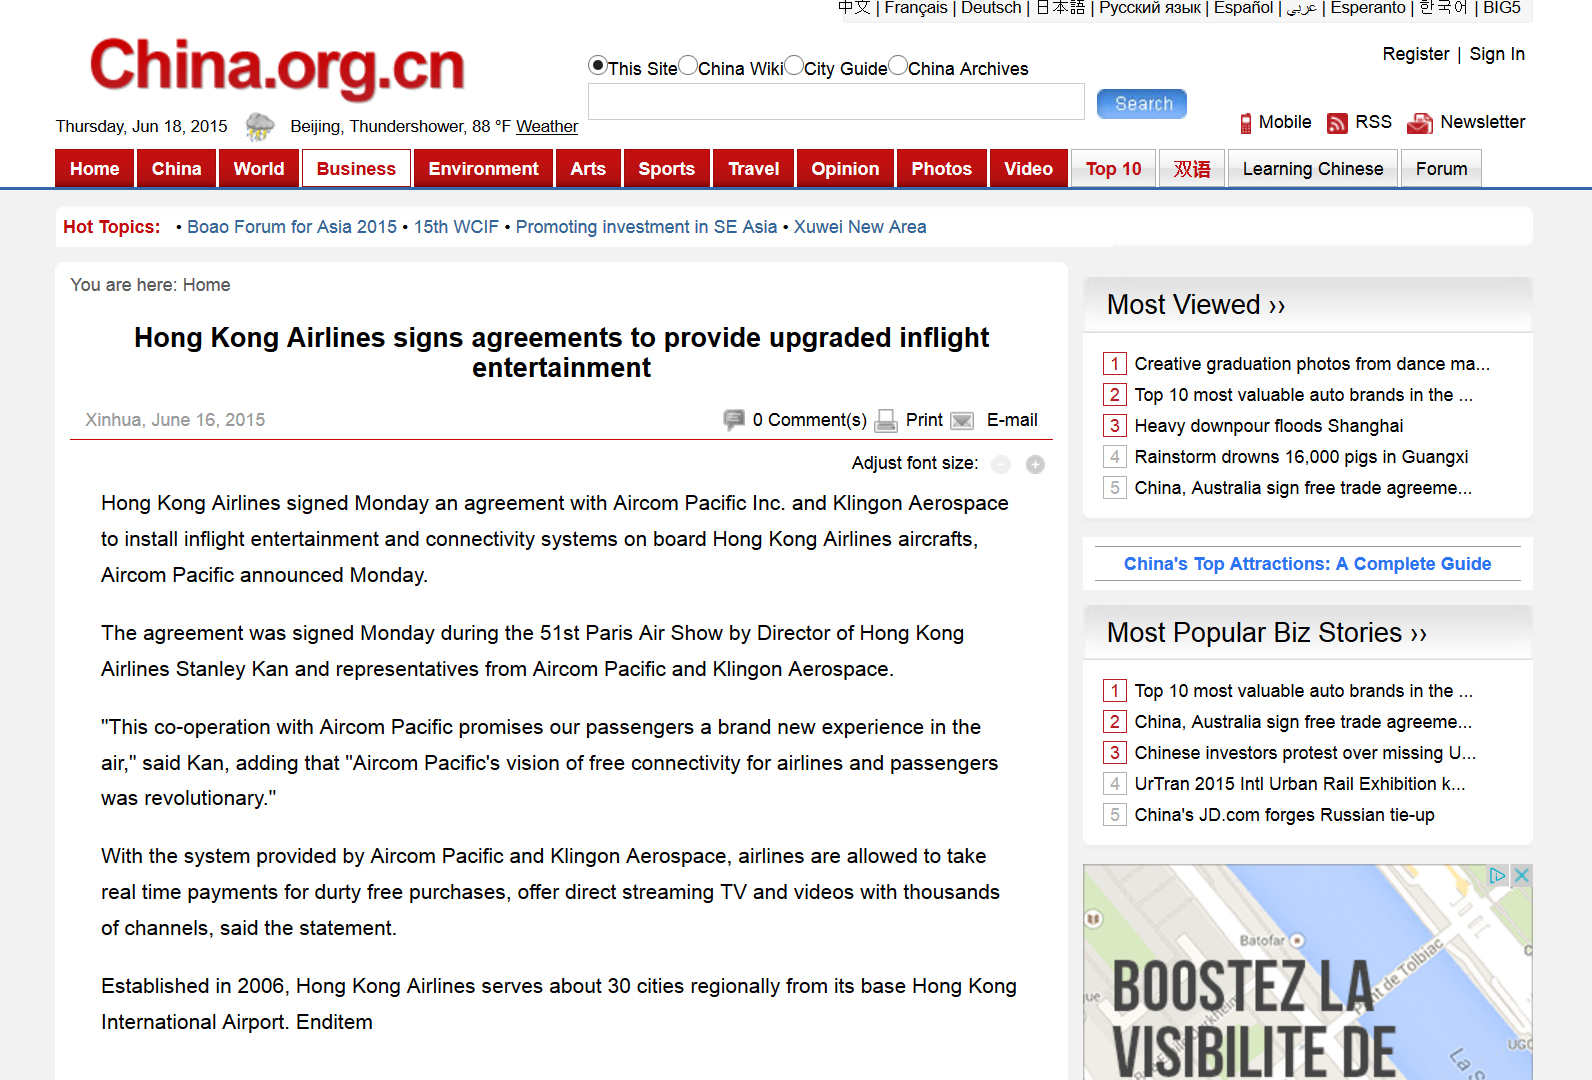 中文 | Français | Deutsch | 日本語 | Русский язык | Español | عربي | Esperanto | 한국어 | BIG5
China.org.cn
Register | Sign In
This Site China Wiki City Guide China Archives
Search
Thursday, Jun 18, 2015 Beijing, Thundershower, 88 °F Weather
Mobile RSS Newsletter
Home China World Business Environment Arts Sports Travel Opinion Photos Video Top 10 双语 Learning Chinese Forum
Hot Topics: • Boao Forum for Asia 2015 • 15th WCIF • Promoting investment in SE Asia • Xuwei New Area
You are here: Home
Hong Kong Airlines signs agreements to provide upgraded inflight
entertainment
Xinhua, June 16, 2015
0 Comment(s) Print E-mail
Adjust font size:
Hong Kong Airlines signed Monday an agreement with Aircom Pacific Inc. and Klingon Aerospace
to install inflight entertainment and connectivity systems on board Hong Kong Airlines aircrafts,
Aircom Pacific announced Monday.
The agreement was signed Monday during the 51st Paris Air Show by Director of Hong Kong
Airlines Stanley Kan and representatives from Aircom Pacific and Klingon Aerospace.
"This co-operation with Aircom Pacific promises our passengers a brand new experience in the
air," said Kan, adding that "Aircom Pacific's vision of free connectivity for airlines and passengers
was revolutionary."
With the system provided by Aircom Pacific and Klingon Aerospace, airlines are allowed to take
real time payments for durty free purchases, offer direct streaming TV and videos with thousands
of channels, said the statement.
Established in 2006, Hong Kong Airlines serves about 30 cities regionally from its base Hong Kong
International Airport. Enditem
Most Viewed ››
1 Creative graduation photos from dance ma...
2 Top 10 most valuable auto brands in the ...
3 Heavy downpour floods Shanghai
4 Rainstorm drowns 16,000 pigs in Guangxi
5 China, Australia sign free trade agreeme...
China's Top Attractions: A Complete Guide
Most Popular Biz Stories ››
1 Top 10 most valuable auto brands in the ...
2 China, Australia sign free trade agreeme...
3 Chinese investors protest over missing U...
4 UrTran 2015 Intl Urban Rail Exhibition k...
5 China's JD.com forges Russian tie-up
Batofar
Pont de Tolbiac
BOOSTEZ LA
VISIBILITE DE